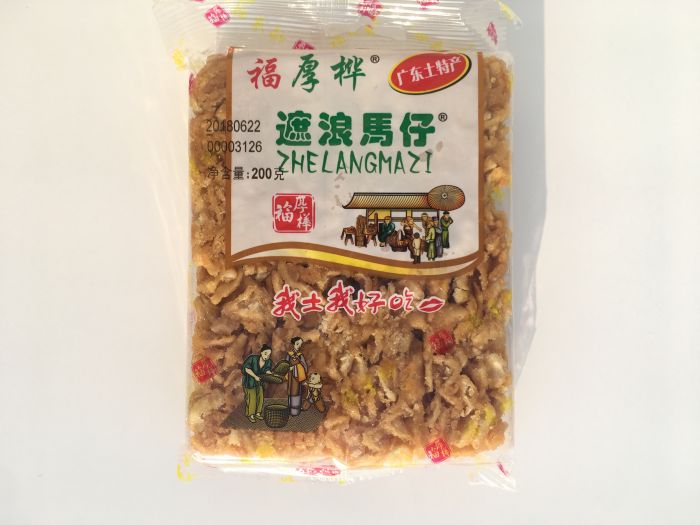 福厚桦®
广东土特产
20180622
00003126
净含量:200克
遮浪馬仔®
ZHELANGMAZI
福厚桦
我土我好吃